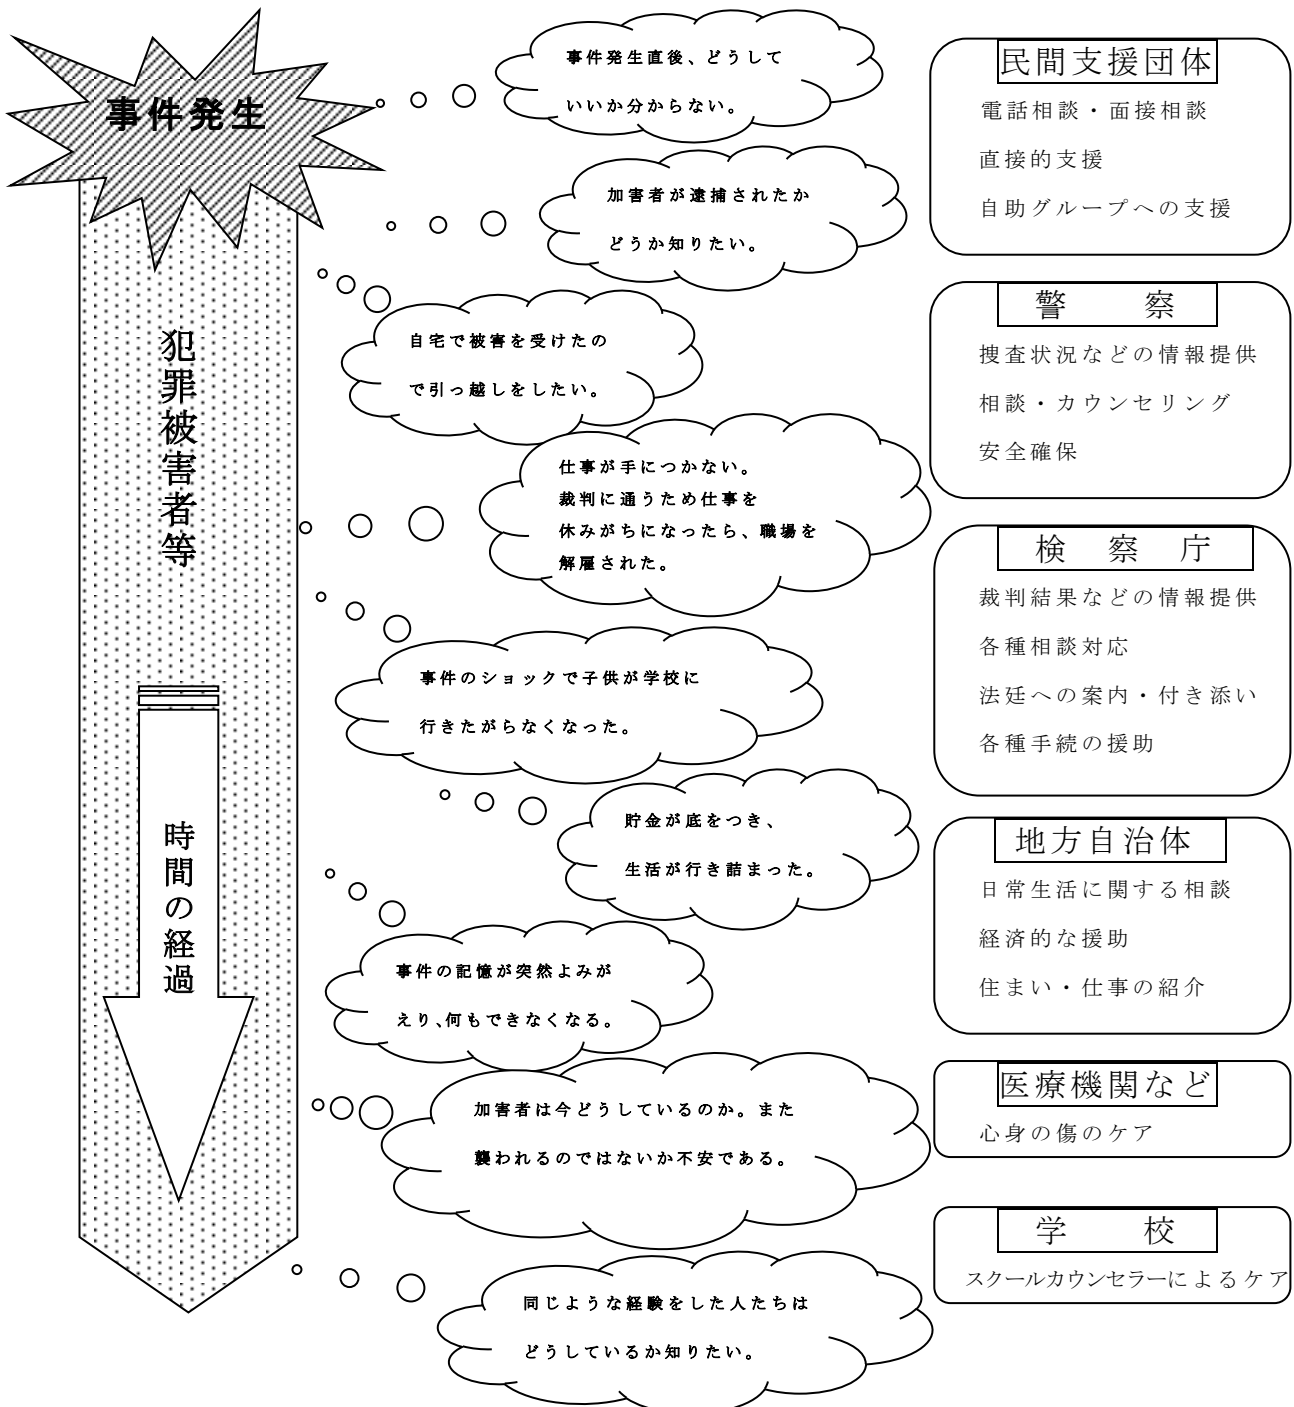 事件発生
犯罪被害者等
時間の経過
事件発生直後、どうして
いいか分からない。
加害者が逮捕されたか
どうか知りたい。
自宅で被害を受けたの
で引っ越しをしたい。
仕事が手につかない。
裁判に通うため仕事を
休みがちになったら、職場を
解雇された。
事件のショックで子供が学校に
行きたがらなくなった。
貯金が底をつき、
生活が行き詰まった。
事件の記憶が突然よみが
えり、何もできなくなる。
加害者は今どうしているのか。また
襲われるのではないか不安である。
同じような経験をした人たちは
どうしているか知りたい。
民間支援団体
電話相談・面接相談
直接的支援
自助グループへの支援
警察
捜査状況などの情報提供
相談・カウンセリング
安全確保
検察庁
裁判結果などの情報提供
各種相談対応
法廷への案内・付き添い
各種手続の援助
地方自治体
日常生活に関する相談
経済的な援助
住まい・仕事の紹介
医療機関など
心身の傷のケア
学校
スクールカウンセラーによるケア